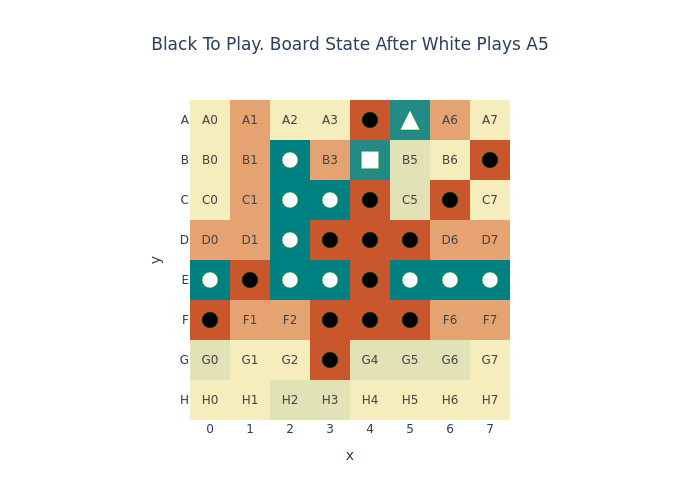 Black To Play. Board State After White Plays A5
A A0 A1 A2 A3 A6 A7
B B0 B1 B3 B5 B6
C C0 C1 C5 C7
D D0 D1 D6 D7
E
F F1 F2 F6 F7
G G0 G1 G2 G4 G5 G6 G7
H H0 H1 H2 H3 H4 H5 H6 H7
0 1 2 3 4 5 6 7
x
y